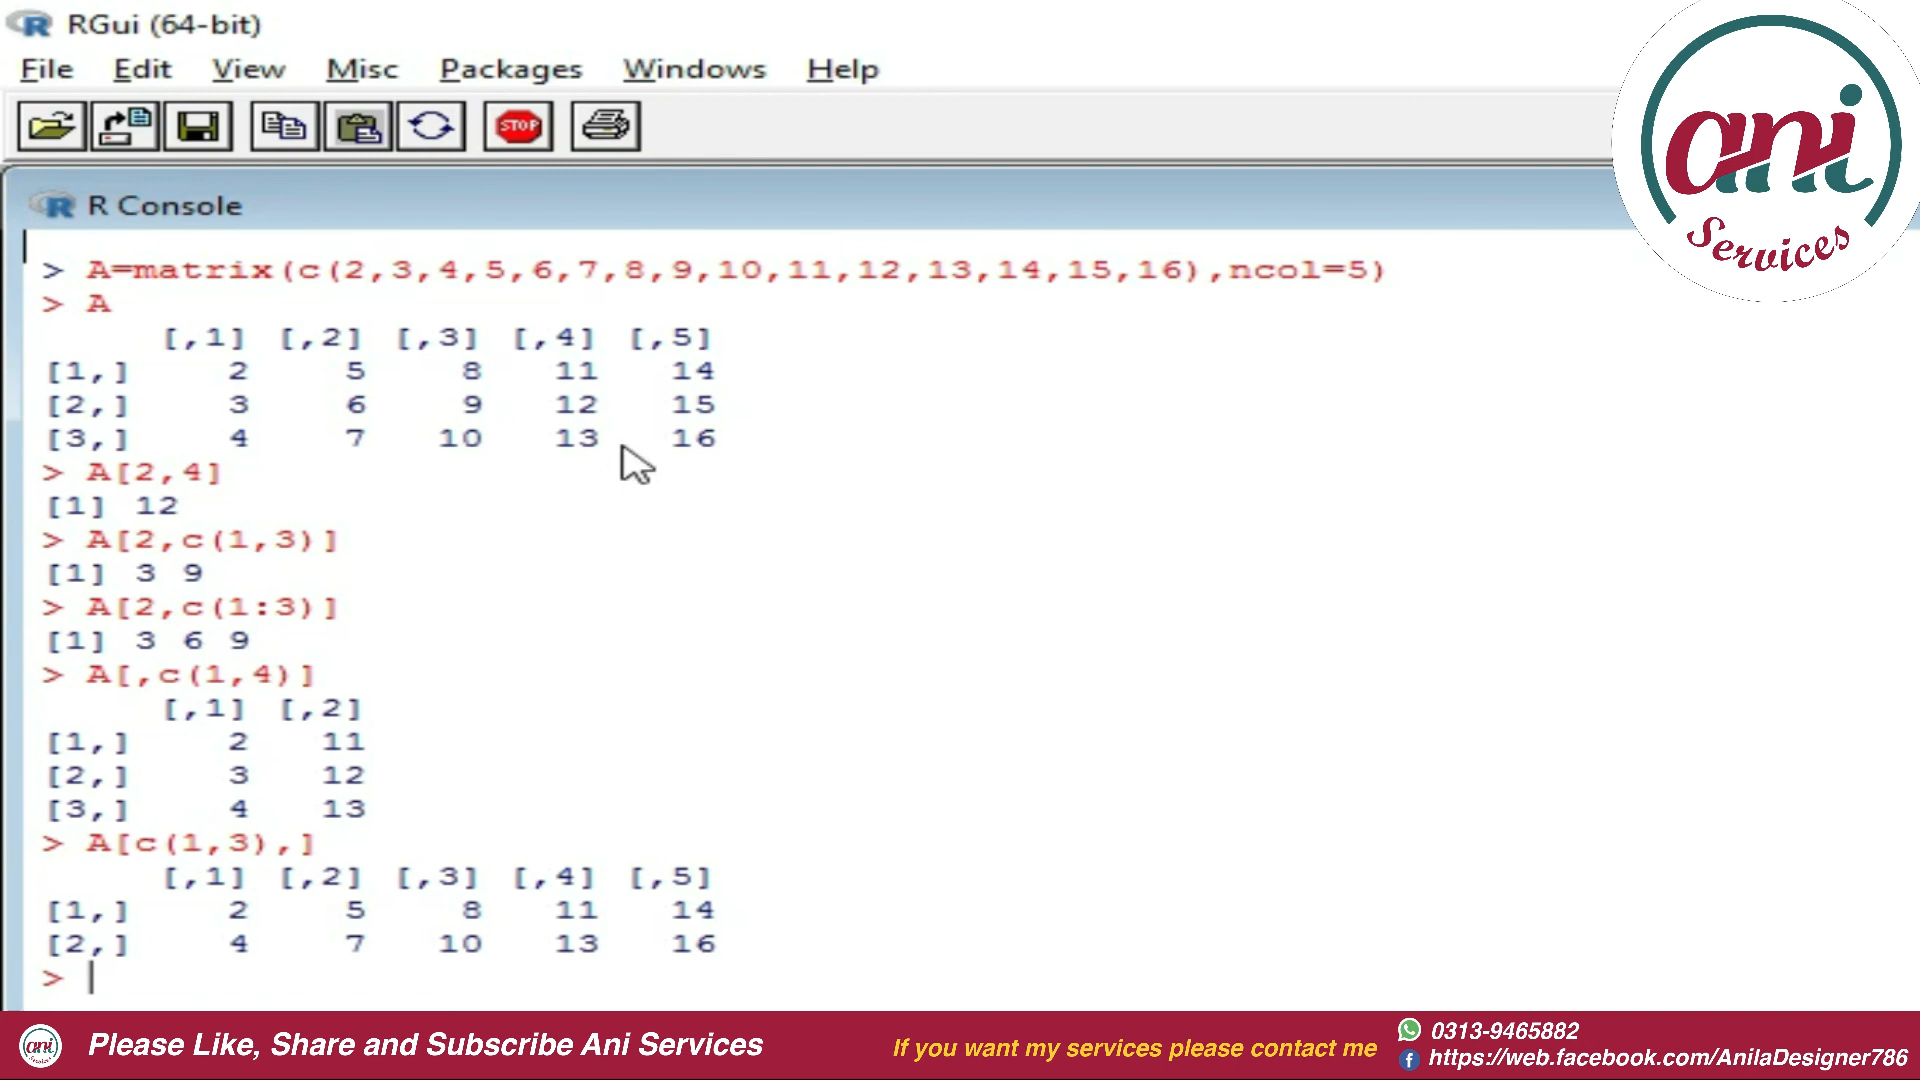 RGui (64-bit)
File Edit View Misc Packages Windows Help
STOP
ani
Services
R Console
> A=matrix(c(2,3,4,5,6,7,8,9,10,11,12,13,14,15,16),ncol=5)
> A
[,1] [,2] [,3] [,4] [,5]
[1,] 2 5 8 11 14
[2,] 3 6 9 12 15
[3,] 4 7 10 13 16
> A[2,4]
[1] 12
> A[2,c(1,3)]
[1] 3 9
> A[2,c(1:3)]
[1] 3 6 9
> A[,c(1,4)]
[,1] [,2]
[1,] 2 11
[2,] 3 12
[3,] 4 13
> A[c(1,3),]
[,1] [,2] [,3] [,4] [,5]
[1,] 2 5 8 11 14
[2,] 4 7 10 13 16
>
ani
Please Like, Share and Subscribe Ani Services
If you want my services please contact me
0313-9465882
https://web.facebook.com/AnilaDesigner786